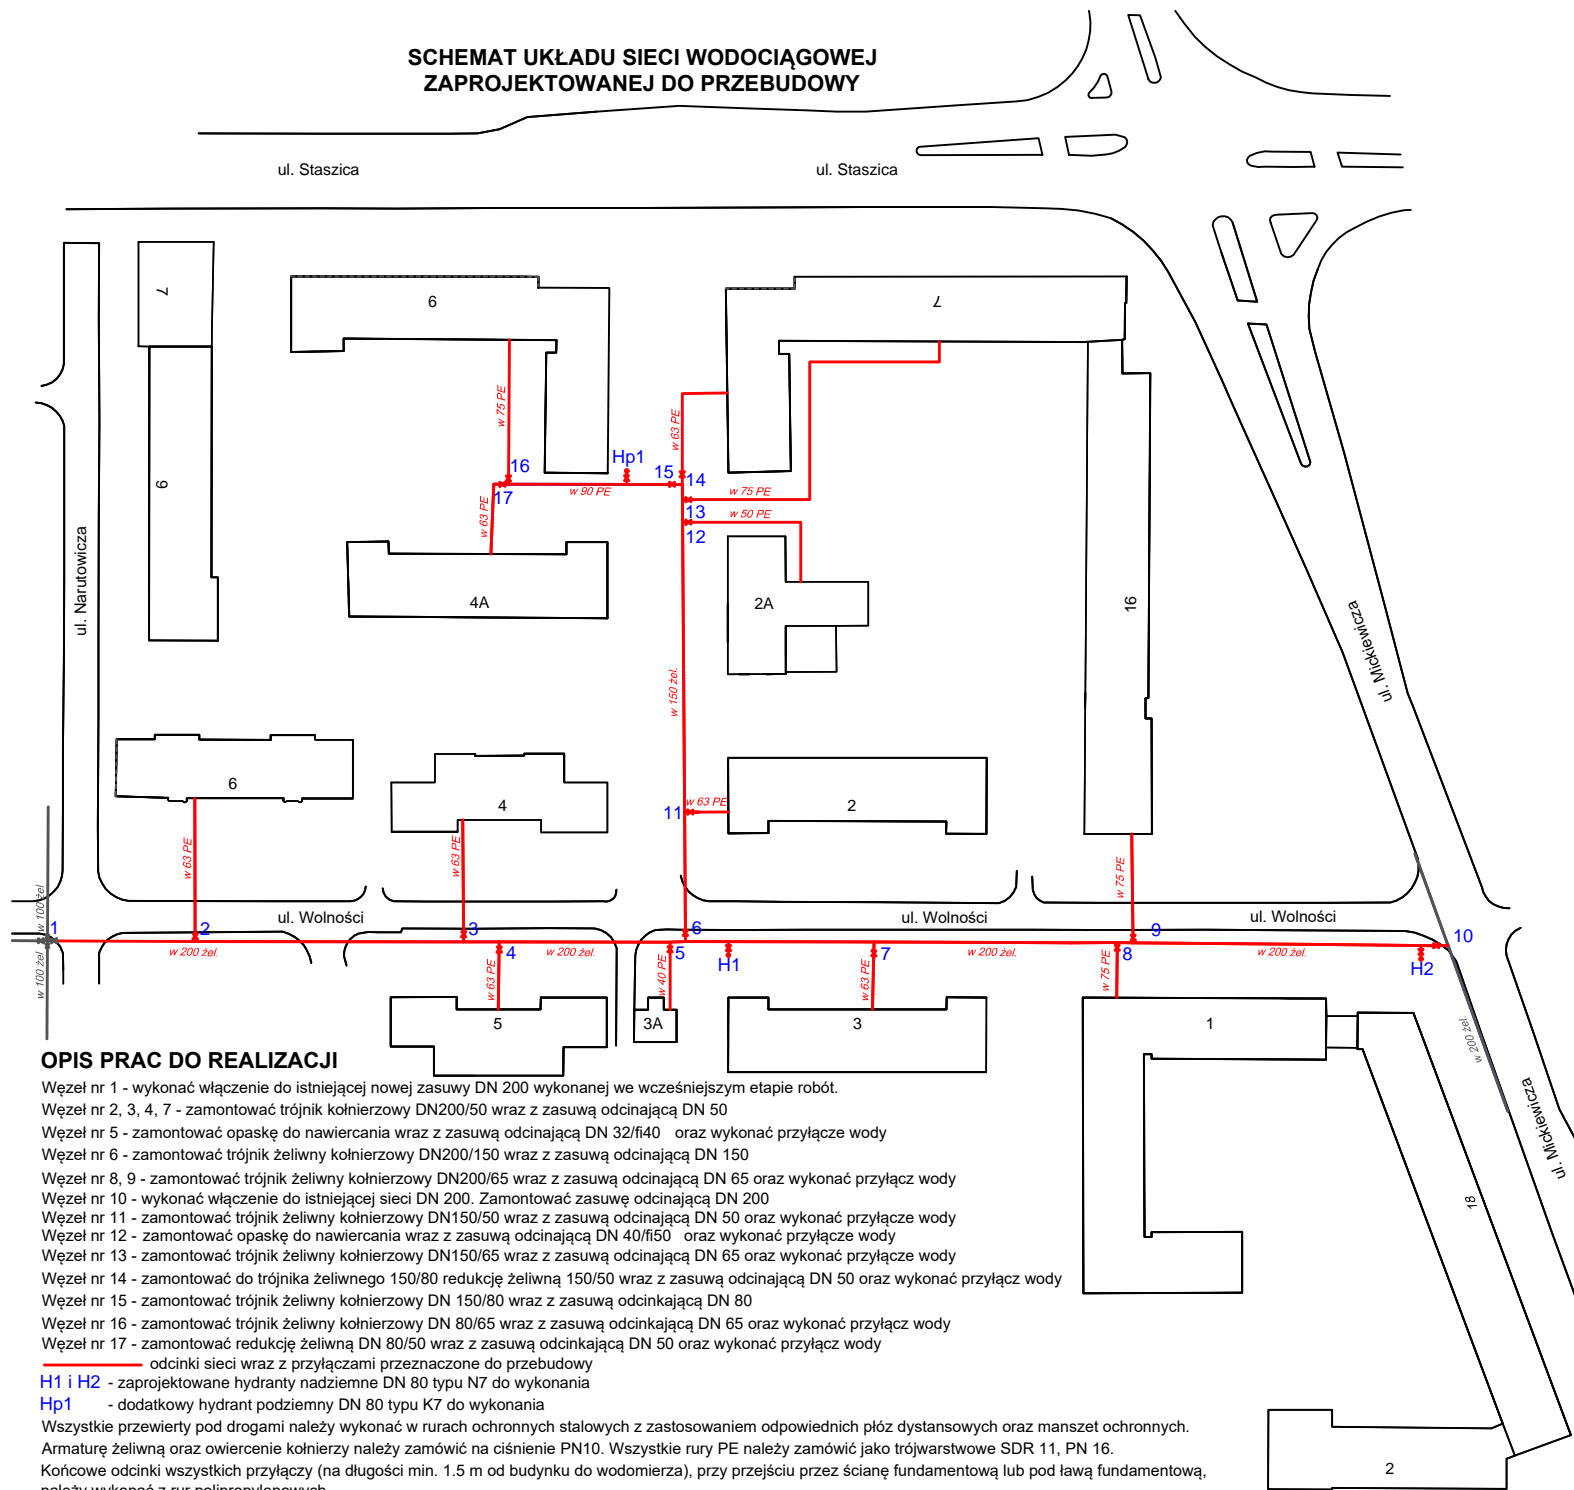 SCHEMAT UKŁADU SIECI WODOCIĄGOWEJ
ZAPROJEKTOWANEJ DO PRZEBUDOWY
ul. Staszica
ul. Staszica
7
6
7
w 75 PE
w 63 PE
16
Hp1
15
14
17
w 90 PE
w 75 PE
9
w 63 PE
13
w 50 PE
12
ul. Narutowicza
4A
2A
16
ul. Mickiewicza
w 150 żel.
6
4
11
w 63 PE
2
w 63 PE
w 63 PE
w 75 PE
w 100 żel
1
2
ul. Wolności
3
6
ul. Wolności
9
ul. Wolności
10
w 200 żel.
4
w 200 żel.
5
H1
7
w 200 żel.
8
w 200 żel.
H2
w 100 żel.
w 63 PE
w 40 PE
w 63 PE
w 75 PE
5
3A
3
1
w 200 żel.
ul. Mickiewicza
18
2
OPIS PRAC DO REALIZACJI
Węzeł nr 1 - wykonać włączenie do istniejącej nowej zasuwy DN 200 wykonanej we wcześniejszym etapie robót.
Węzeł nr 2, 3, 4, 7 - zamontować trójnik kołnierzowy DN200/50 wraz z zasuwą odcinającą DN 50
Węzeł nr 5 - zamontować opaskę do nawiercania wraz z zasuwą odcinającą DN 32/fi40 oraz wykonać przyłącze wody
Węzeł nr 6 - zamontować trójnik żeliwny kołnierzowy DN200/150 wraz z zasuwą odcinającą DN 150
Węzeł nr 8, 9 - zamontować trójnik żeliwny kołnierzowy DN200/65 wraz z zasuwą odcinającą DN 65 oraz wykonać przyłącz wody
Węzeł nr 10 - wykonać włączenie do istniejącej sieci DN 200. Zamontować zasuwę odcinającą DN 200
Węzeł nr 11 - zamontować trójnik żeliwny kołnierzowy DN150/50 wraz z zasuwą odcinającą DN 50 oraz wykonać przyłącze wody
Węzeł nr 12 - zamontować opaskę do nawiercania wraz z zasuwą odcinającą DN 40/fi50 oraz wykonać przyłącze wody
Węzeł nr 13 - zamontować trójnik żeliwny kołnierzowy DN150/65 wraz z zasuwą odcinającą DN 65 oraz wykonać przyłącze wody
Węzeł nr 14 - zamontować do trójnika żeliwnego 150/80 redukcję żeliwną 150/50 wraz z zasuwą odcinającą DN 50 oraz wykonać przyłącz wody
Węzeł nr 15 - zamontować trójnik żeliwny kołnierzowy DN 150/80 wraz z zasuwą odcinkającą DN 80
Węzeł nr 16 - zamontować trójnik żeliwny kołnierzowy DN 80/65 wraz z zasuwą odcinkającą DN 65 oraz wykonać przyłącz wody
Węzeł nr 17 - zamontować redukcję żeliwną DN 80/50 wraz z zasuwą odcinkającą DN 50 oraz wykonać przyłącz wody
odcinki sieci wraz z przyłączami przeznaczone do przebudowy
H1 i H2 - zaprojektowane hydranty nadziemne DN 80 typu N7 do wykonania
Hp1 - dodatkowy hydrant podziemny DN 80 typu K7 do wykonania
Wszystkie przewierty pod drogami należy wykonać w rurach ochronnych stalowych z zastosowaniem odpowiednich płóz dystansowych oraz manszet ochronnych.
Armaturę żeliwną oraz owiercenie kołnierzy należy zamówić na ciśnienie PN10. Wszystkie rury PE należy zamówić jako trójwarstwowe SDR 11, PN 16.
Końcowe odcinki wszystkich przyłączy (na długości min. 1.5 m od budynku do wodomierza), przy przejściu przez ścianę fundamentową lub pod ławą fundamentową,
należy wykonać z rur polipropylenowych